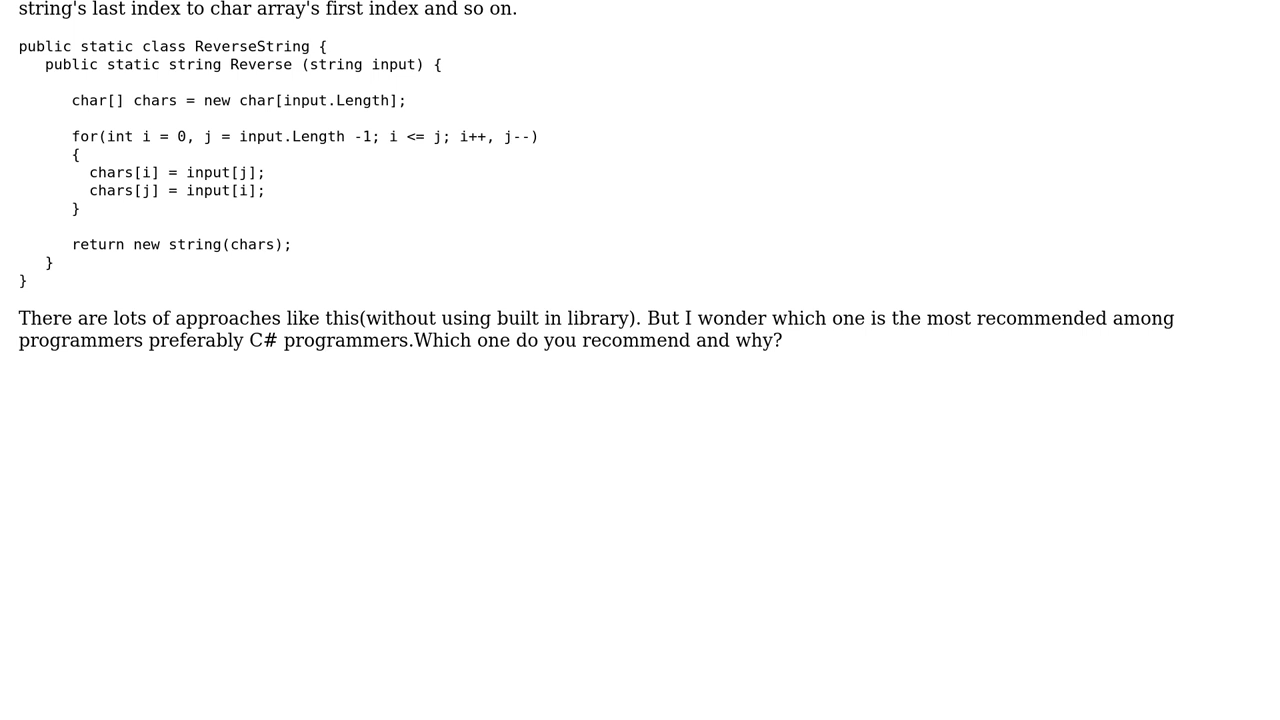 string's last index to char array's first index and so on.
public static class ReverseString {
   public static string Reverse (string input) {
      char[] chars = new char[input.Length];
      for(int i = 0, j = input.Length -1; i <= j; i++, j--)
      {
        chars[i] = input[j];
        chars[j] = input[i];
      }
      return new string(chars);
   }
}
There are lots of approaches like this(without using built in library). But I wonder which one is the most recommended among
programmers preferably C# programmers.Which one do you recommend and why?